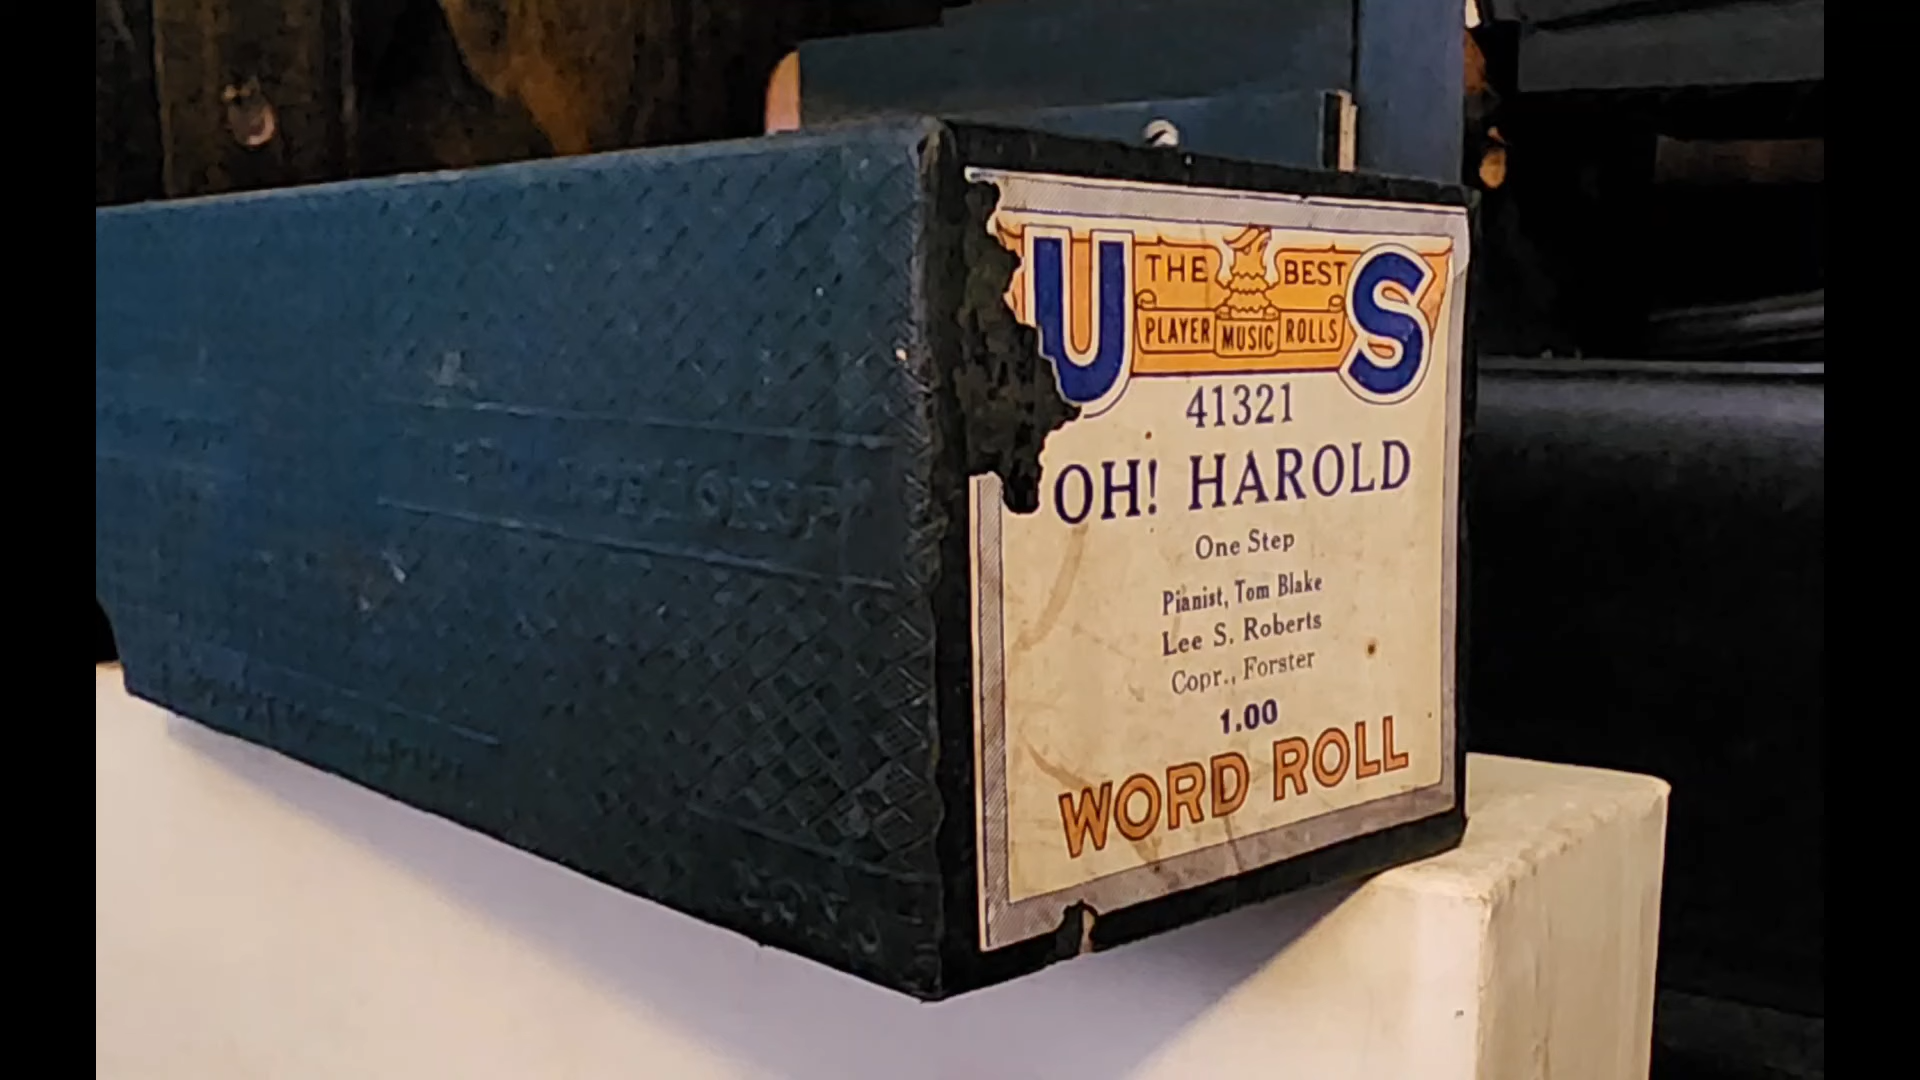 US
THE BEST
PLAYER MUSIC ROLLS
41321
OH! HAROLD
One Step
Pianist, Tom Blake
Lee S. Roberts
Copr., Forster
1.00
WORD ROLL